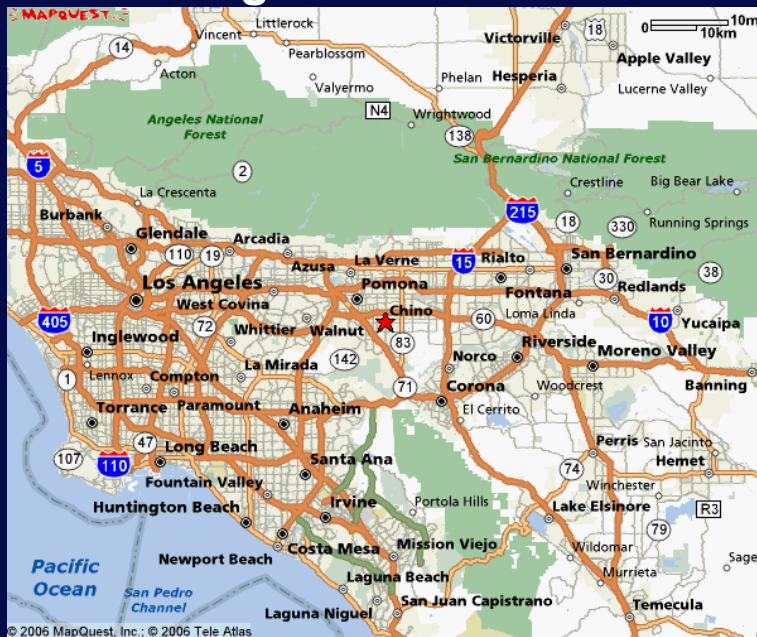 MAPQUEST
Littlerock
Vincent
14
Pearblossom
Victorville
18
0
10m
10km
Acton
Valyermo
Phelan
Hesperia
Apple Valley
Lucerne Valley
N4
Wrightwood
Angeles National
Forest
138
San Bernardino National Forest
5
2
Crestline
Big Bear Lake
La Crescenta
215
Burbank
Glendale
18
330
Running Springs
110
19
Arcadia
Azusa
La Verne
15
Rialto
San Bernardino
38
Los Angeles
Pomona
30
Redlands
West Covina
Chino
Fontana
405
72
Whittier
Walnut
60
Loma Linda
10
Yucaipa
Inglewood
83
Riverside
142
Norco
Moreno Valley
Lennox
La Mirada
1
Compton
71
Corona
Woodcrest
Banning
Torrance
Paramount
Anaheim
El Cerrito
47
Long Beach
Perris
San Jacinto
107
110
Santa Ana
74
Hemet
Fountain Valley
Winchester
Huntington Beach
Irvine
Portola Hills
Lake Elsinore
R3
79
Newport Beach
Costa Mesa
Mission Viejo
Wildomar
Sage
Pacific
Ocean
Laguna Beach
Murrieta
San Pedro
Channel
Laguna Niguel
San Juan Capistrano
Temecula
© 2006 MapQuest, Inc.; © 2006 Tele Atlas